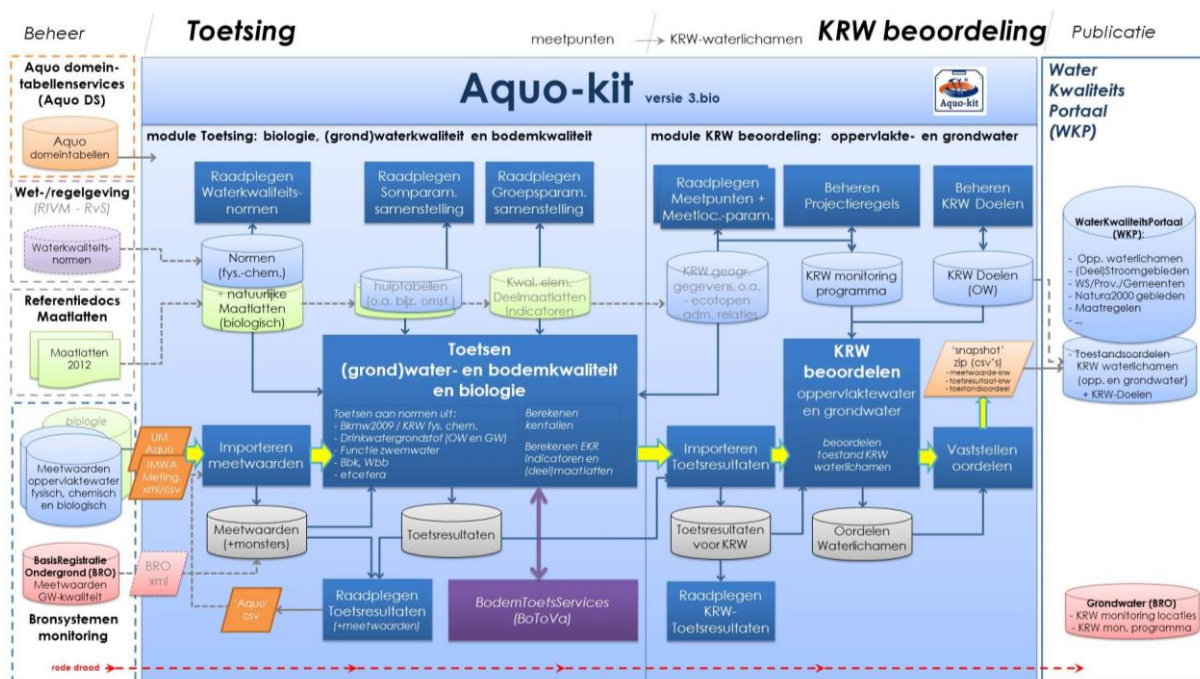 Beheer
Toetsing
meetpunten
KRW-waterlichamen
KRW beoordeling
Publicatie
Aquo domein-
tabellenservices
(Aquo DS)
Aquo
domeintabellen
Wet-/regelgeving
(RIVM - RvS)
Waterkwaliteits-
normen
Referentiedocs
Maatlatten
Maatlatten
2012
biologie
Meetwaarden
oppervlaktewater
fysisch, chemisch
en biologisch
BasisRegistratie
Ondergrond (BRO)
Meetwaarden
GW-kwaliteit
Bronsystemen
monitoring
rode draad
Aquo-kit versie 3.bio
Aquo-kit
module Toetsing: biologie, (grond)waterkwaliteit en bodemkwaliteit
Raadplegen
Waterkwaliteits-
normen
Raadplegen
Somparam.
samenstelling
Raadplegen
Groepsparam.
samenstelling
Normen
(fys.-chem.)
+ natuurlijke
Maatlatten
(biologisch)
hulptabellen
(o.a. bijz. omst.)
Kwal. elem.
Deelmaatlatten
Indicatoren
UM
Aquo
IMWA
Meting.
xml/csv
Importeren
meetwaarden
Toetsen
(grond)water- en bodemkwaliteit
en biologie
Toetsen aan normen uit:
- Bkmw2009 / KRW fys. chem.
- Drinkwatergrondstof (OW en GW)
- Functie zwemwater
- Bbk, Wbb
- etcetera
Berekenen
kentallen
Berekenen EKR
indicatoren en
(deel)maatlatten
Meetwaarden
(+monsters)
Toetsresultaten
BRO
xml
'Aquo'
csv
Raadplegen
Toetsresultaten
(+meetwaarden)
BodemToetsServices
(BoToVa)
module KRW beoordeling: oppervlakte- en grondwater
Raadplegen
Meetpunten +
Meetloc.-param.
Beheren
Projectieregels
Beheren
KRW Doelen
KRW geogr.
gegevens, o.a.
- ecotopen
- adm. relaties
KRW monitoring
programma
KRW Doelen
(OW)
KRW
beoordelen
oppervlaktewater
en grondwater
beoordelen
toestand KRW
waterlichamen
'snapshot'
zip (csv's)
- meetwaarde-krw
- toetsresultaat-krw
- toestandsoordeel
Importeren
Toetsresultaten
Vaststellen
oordelen
Toetsresultaten
voor KRW
Oordelen
Waterlichamen
Raadplegen
KRW-
Toetsresultaten
Water
Kwaliteits
Portaal
(WKP)
WaterKwaliteitsPortaal
(WKP):
- Opp. waterlichamen
- (Deel)Stroomgebieden
- WS/Prov./Gemeenten
- Natura2000 gebieden
- Maatregelen
- ...
- Toestandsoordelen
KRW waterlichamen
(opp. en grondwater)
+ KRW-Doelen
Grondwater (BRO)
- KRW monitoring locaties
- KRW mon. programma